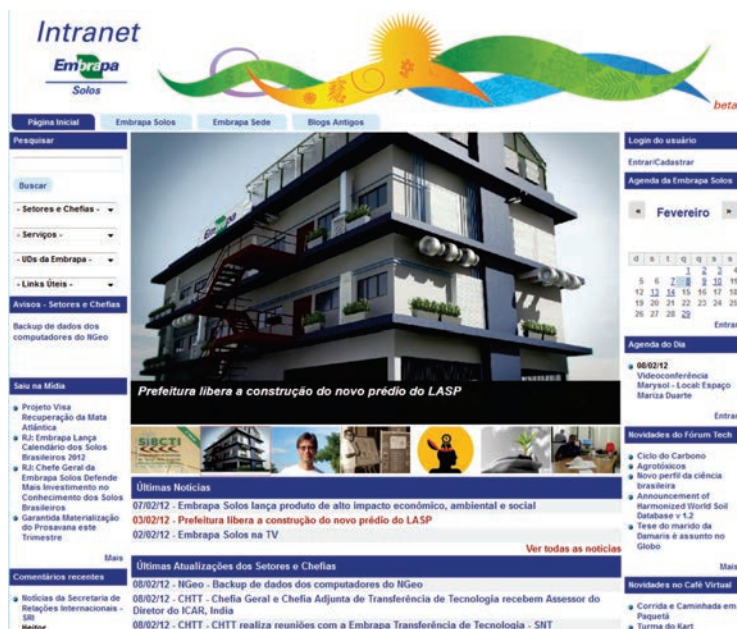 Intranet
Embrapa
Solos
beta
Página Inicial
Embrapa Solos
Embrapa Sede
Blogs Antigos
Pesquisar
Buscar
- Setores e Chefias -
- Serviços -
- UDs da Embrapa -
- Links Úteis -
Avisos - Setores e Chefias
Backup de dados dos
computadores do NGeo
Saiu na Mídia
Projeto Visa
Recuperação da Mata
Atlântica
RJ: Embrapa Lança
Calendário dos Solos
Brasileiros 2012
RJ: Chefe Geral da
Embrapa Solos Defende
Mais Investimento no
Conhecimento dos Solos
Brasileiros
Garantida Materialização
do Prosavana este
Trimestre
Mais
Comentários recentes
Notícias da Secretaria de
Relações Internacionais -
SRI
Heitor
Embrapa
Prefeitura libera a construção do novo prédio do LASP
SiBCTI
Últimas Notícias
07/02/12 - Embrapa Solos lança produto de alto impacto econômico, ambiental e social
03/02/12 - Prefeitura libera a construção do novo prédio do LASP
02/02/12 - Embrapa Solos na TV
Ver todas as notícias
Últimas Atualizações dos Setores e Chefias
08/02/12 - NGeo - Backup de dados dos computadores do NGeo
08/02/12 - CHTT - Chefia Geral e Chefia Adjunta de Transferência de Tecnologia recebem Assessor do
Diretor do ICAR, India
08/02/12 - CHTT - CHTT realiza reuniões com a Embrapa Transferência de Tecnologia - SNT
Login do usuário
Entrar/Cadastrar
Agenda da Embrapa Solos
« Fevereiro »
d s t q q s s
1 2 3 4
5 6 7 8 9 10 11
12 13 14 15 16 17 18
19 20 21 22 23 24 25
26 27 28 29
Entrar
Agenda do Dia
08/02/12
Videoconferência
Marysol - Local: Espaço
Mariza Duarte
Entrar
Novidades do Fórum Tech
Ciclo do Carbono
Agrotóxicos
Novo perfil da ciência
brasileira
Announcement of
Harmonized World Soil
Database v 1.2
Tese do marido da
Damaris é assunto no
Globo
Mais
Novidades no Café Virtual
Corrida e Caminhada em
Paquetá
Turma do Kart